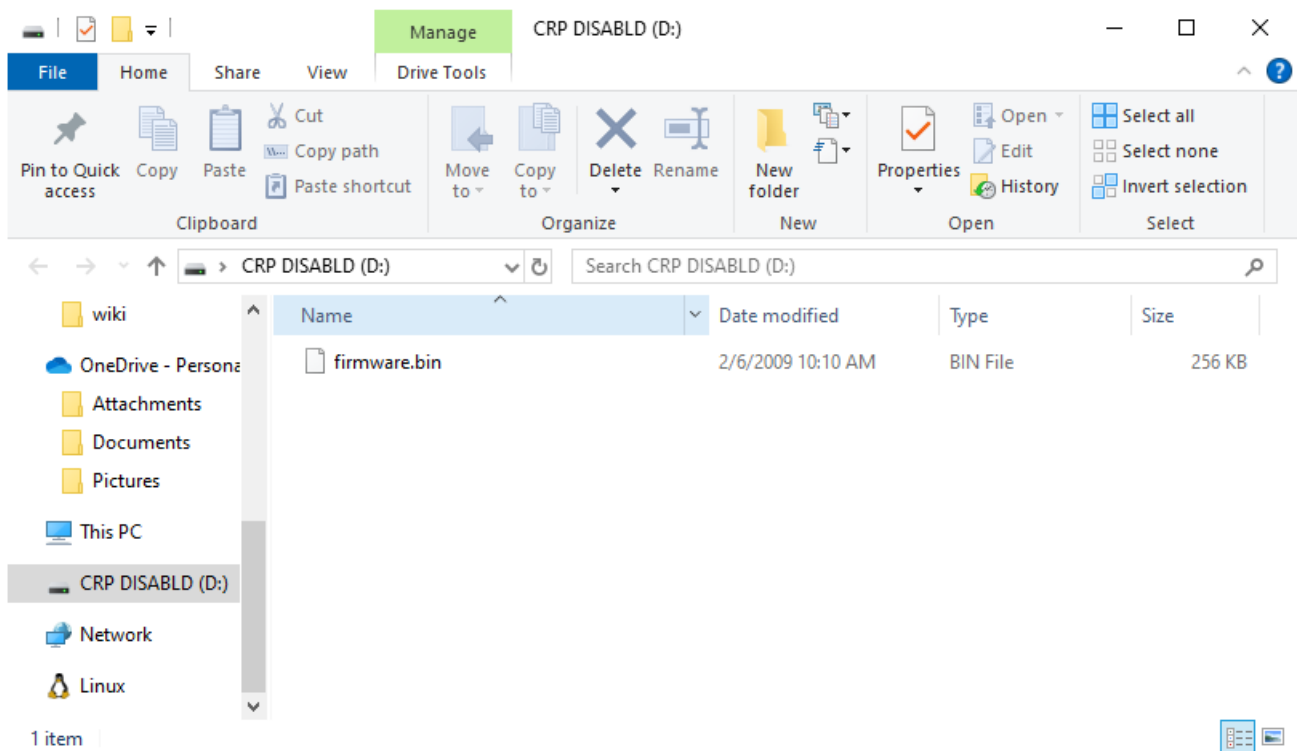 Manage CRP DISABLD (D:)
File Home Share View Drive Tools
Pin to Quick access
Copy
Paste
Cut
Copy path
Paste shortcut
Move to
Copy to
Delete
Rename
New folder
Properties
Open
Edit
History
Select all
Select none
Invert selection
Clipboard Organize New Open Select
CRP DISABLD (D:) Search CRP DISABLD (D:)
wiki
OneDrive - Persona
Attachments
Documents
Pictures
This PC
CRP DISABLD (D:)
Network
Linux
Name Date modified Type Size
firmware.bin 2/6/2009 10:10 AM BIN File 256 KB
1 item